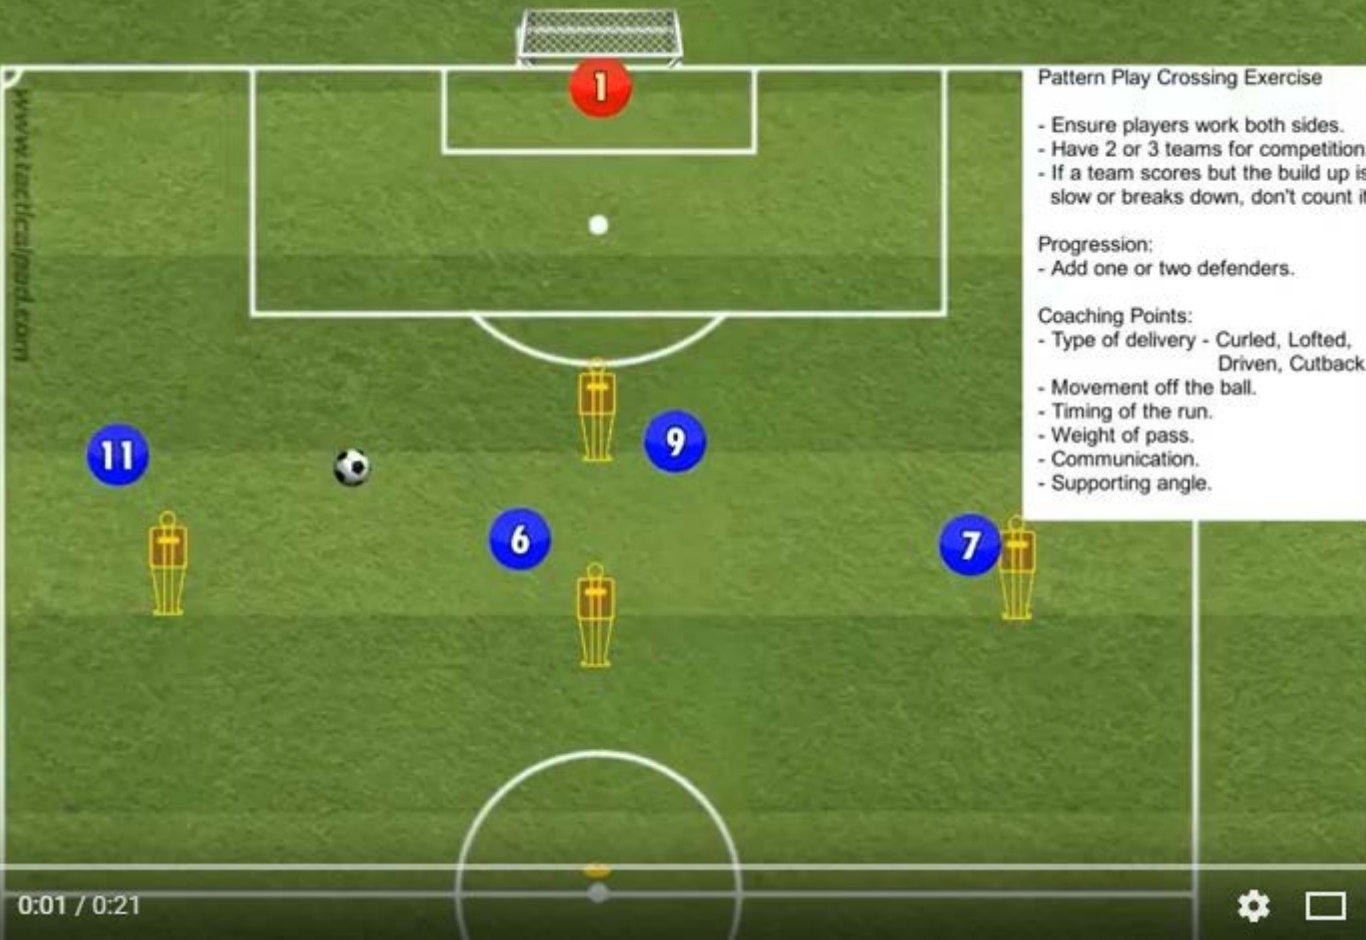 1
Pattern Play Crossing Exercise
- Ensure players work both sides.
- Have 2 or 3 teams for competition
- If a team scores but the build up is
slow or breaks down, don't count it
Progression:
- Add one or two defenders.
Coaching Points:
- Type of delivery - Curled, Lofted,
Driven, Cutback
- Movement off the ball.
- Timing of the run.
- Weight of pass.
- Communication.
- Supporting angle.
www.tacticalpad.com
11
9
6
7
0:01 / 0:21